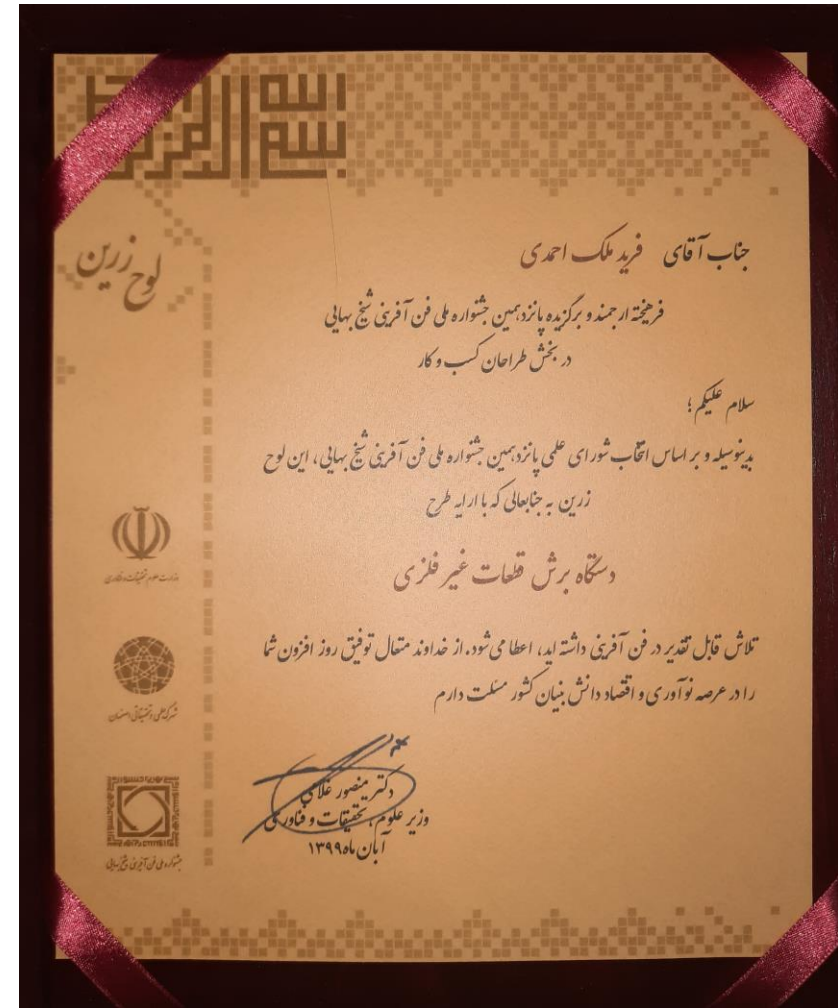 بسم الله الرحمن الرحیم
لوح زرین
جناب آقای فرید ملک احمدی
فرهیخته ارجمند و برگزیده پانزدهمین جشنواره ملی فن آفرینی شیخ بهایی
در بخش طراحان کسب و کار
سلام علیکم؛
بدینوسیله و بر اساس انتخاب شورای علمی پانزدهمین جشنواره ملی فن آفرینی شیخ بهایی، این لوح
زرین به جنابعالی که با ارایه طرح
دستگاه برش قطعات غیر فلزی
تلاش قابل تقدیر در فن آفرینی داشته اید، اعطا می‌شود. از خداوند متعال توفیق روز افزون شما
را در عرصه نوآوری و اقتصاد دانش بنیان کشور مسئلت دارم
دکتر منصور غلامی
وزیر علوم، تحقیقات و فناوری
آبان ماه ۱۳۹۹
وزارت علوم تحقیقات و فناوری
شهرک علمی و تحقیقاتی اصفهان
جشنواره ملی فن آفرینی شیخ بهایی